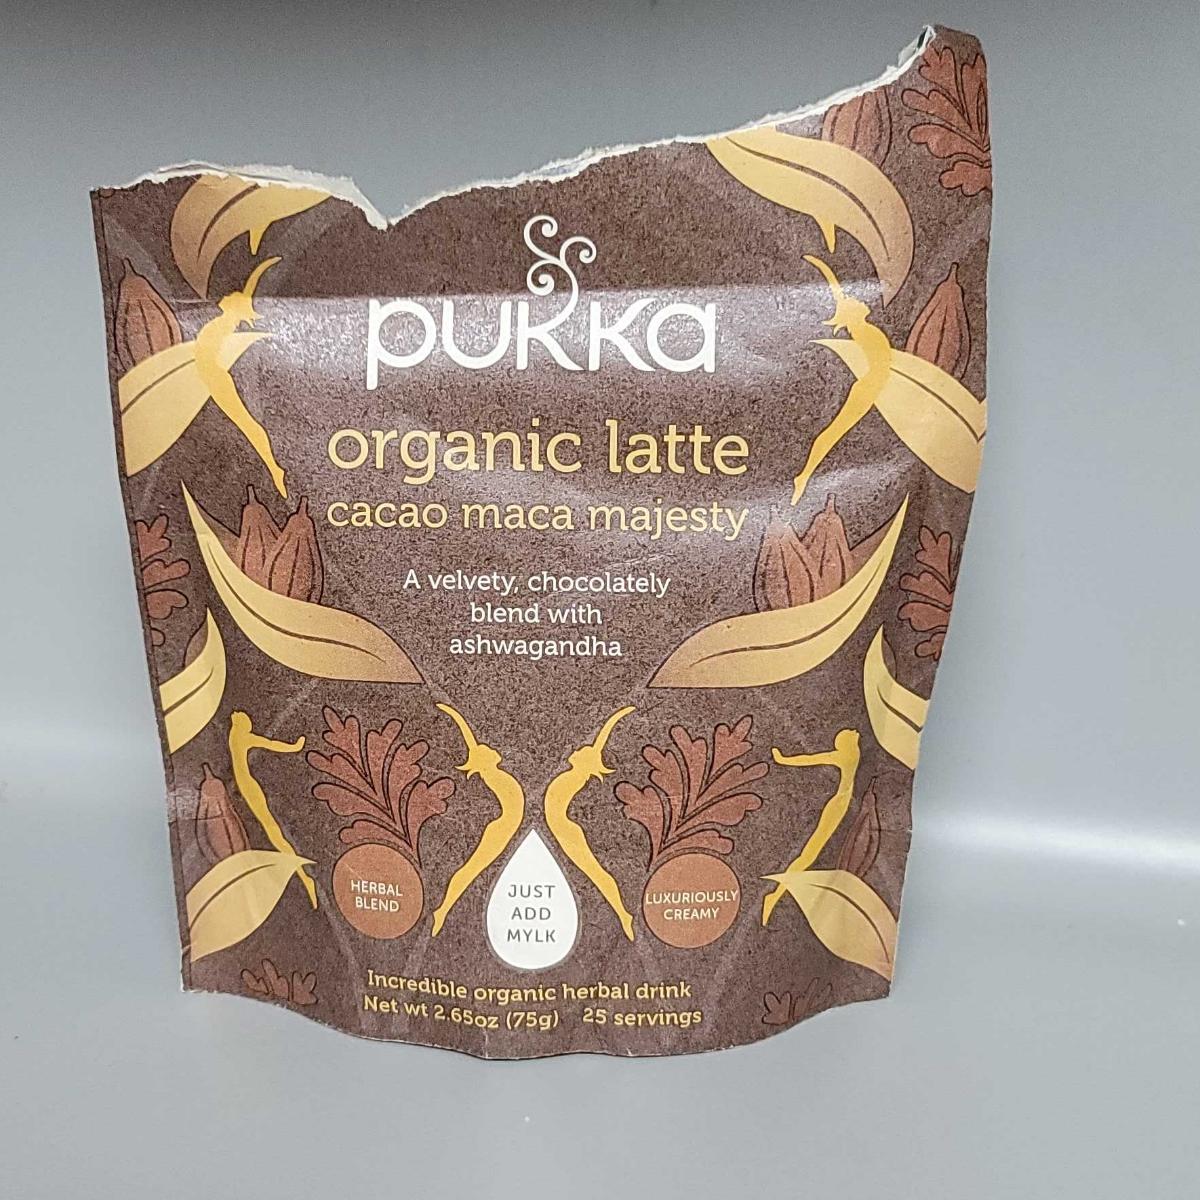 pukka
organic latte
cacao maca majesty
A velvety, chocolately
blend with
ashwagandha
HERBAL
BLEND
JUST
ADD
MYLK
LUXURIOUSLY
CREAMY
Incredible organic herbal drink
Net wt 2.65oz (75g) 25 servings